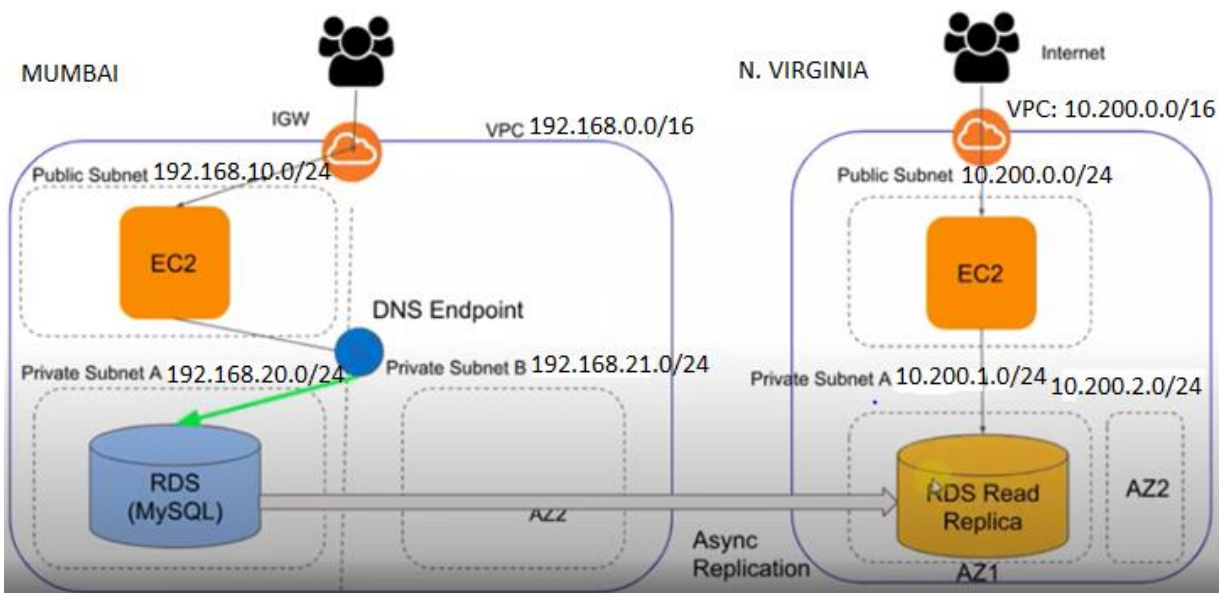 MUMBAI
IGW
VPC 192.168.0.0/16
Public Subnet 192.168.10.0/24
EC2
DNS Endpoint
Private Subnet A 192.168.20.0/24
Private Subnet B 192.168.21.0/24
RDS
(MySQL)
AZ2
Async
Replication
N. VIRGINIA
Internet
VPC: 10.200.0.0/16
Public Subnet 10.200.0.0/24
EC2
Private Subnet A 10.200.1.0/24
10.200.2.0/24
RDS Read
Replica
AZ2
AZ1